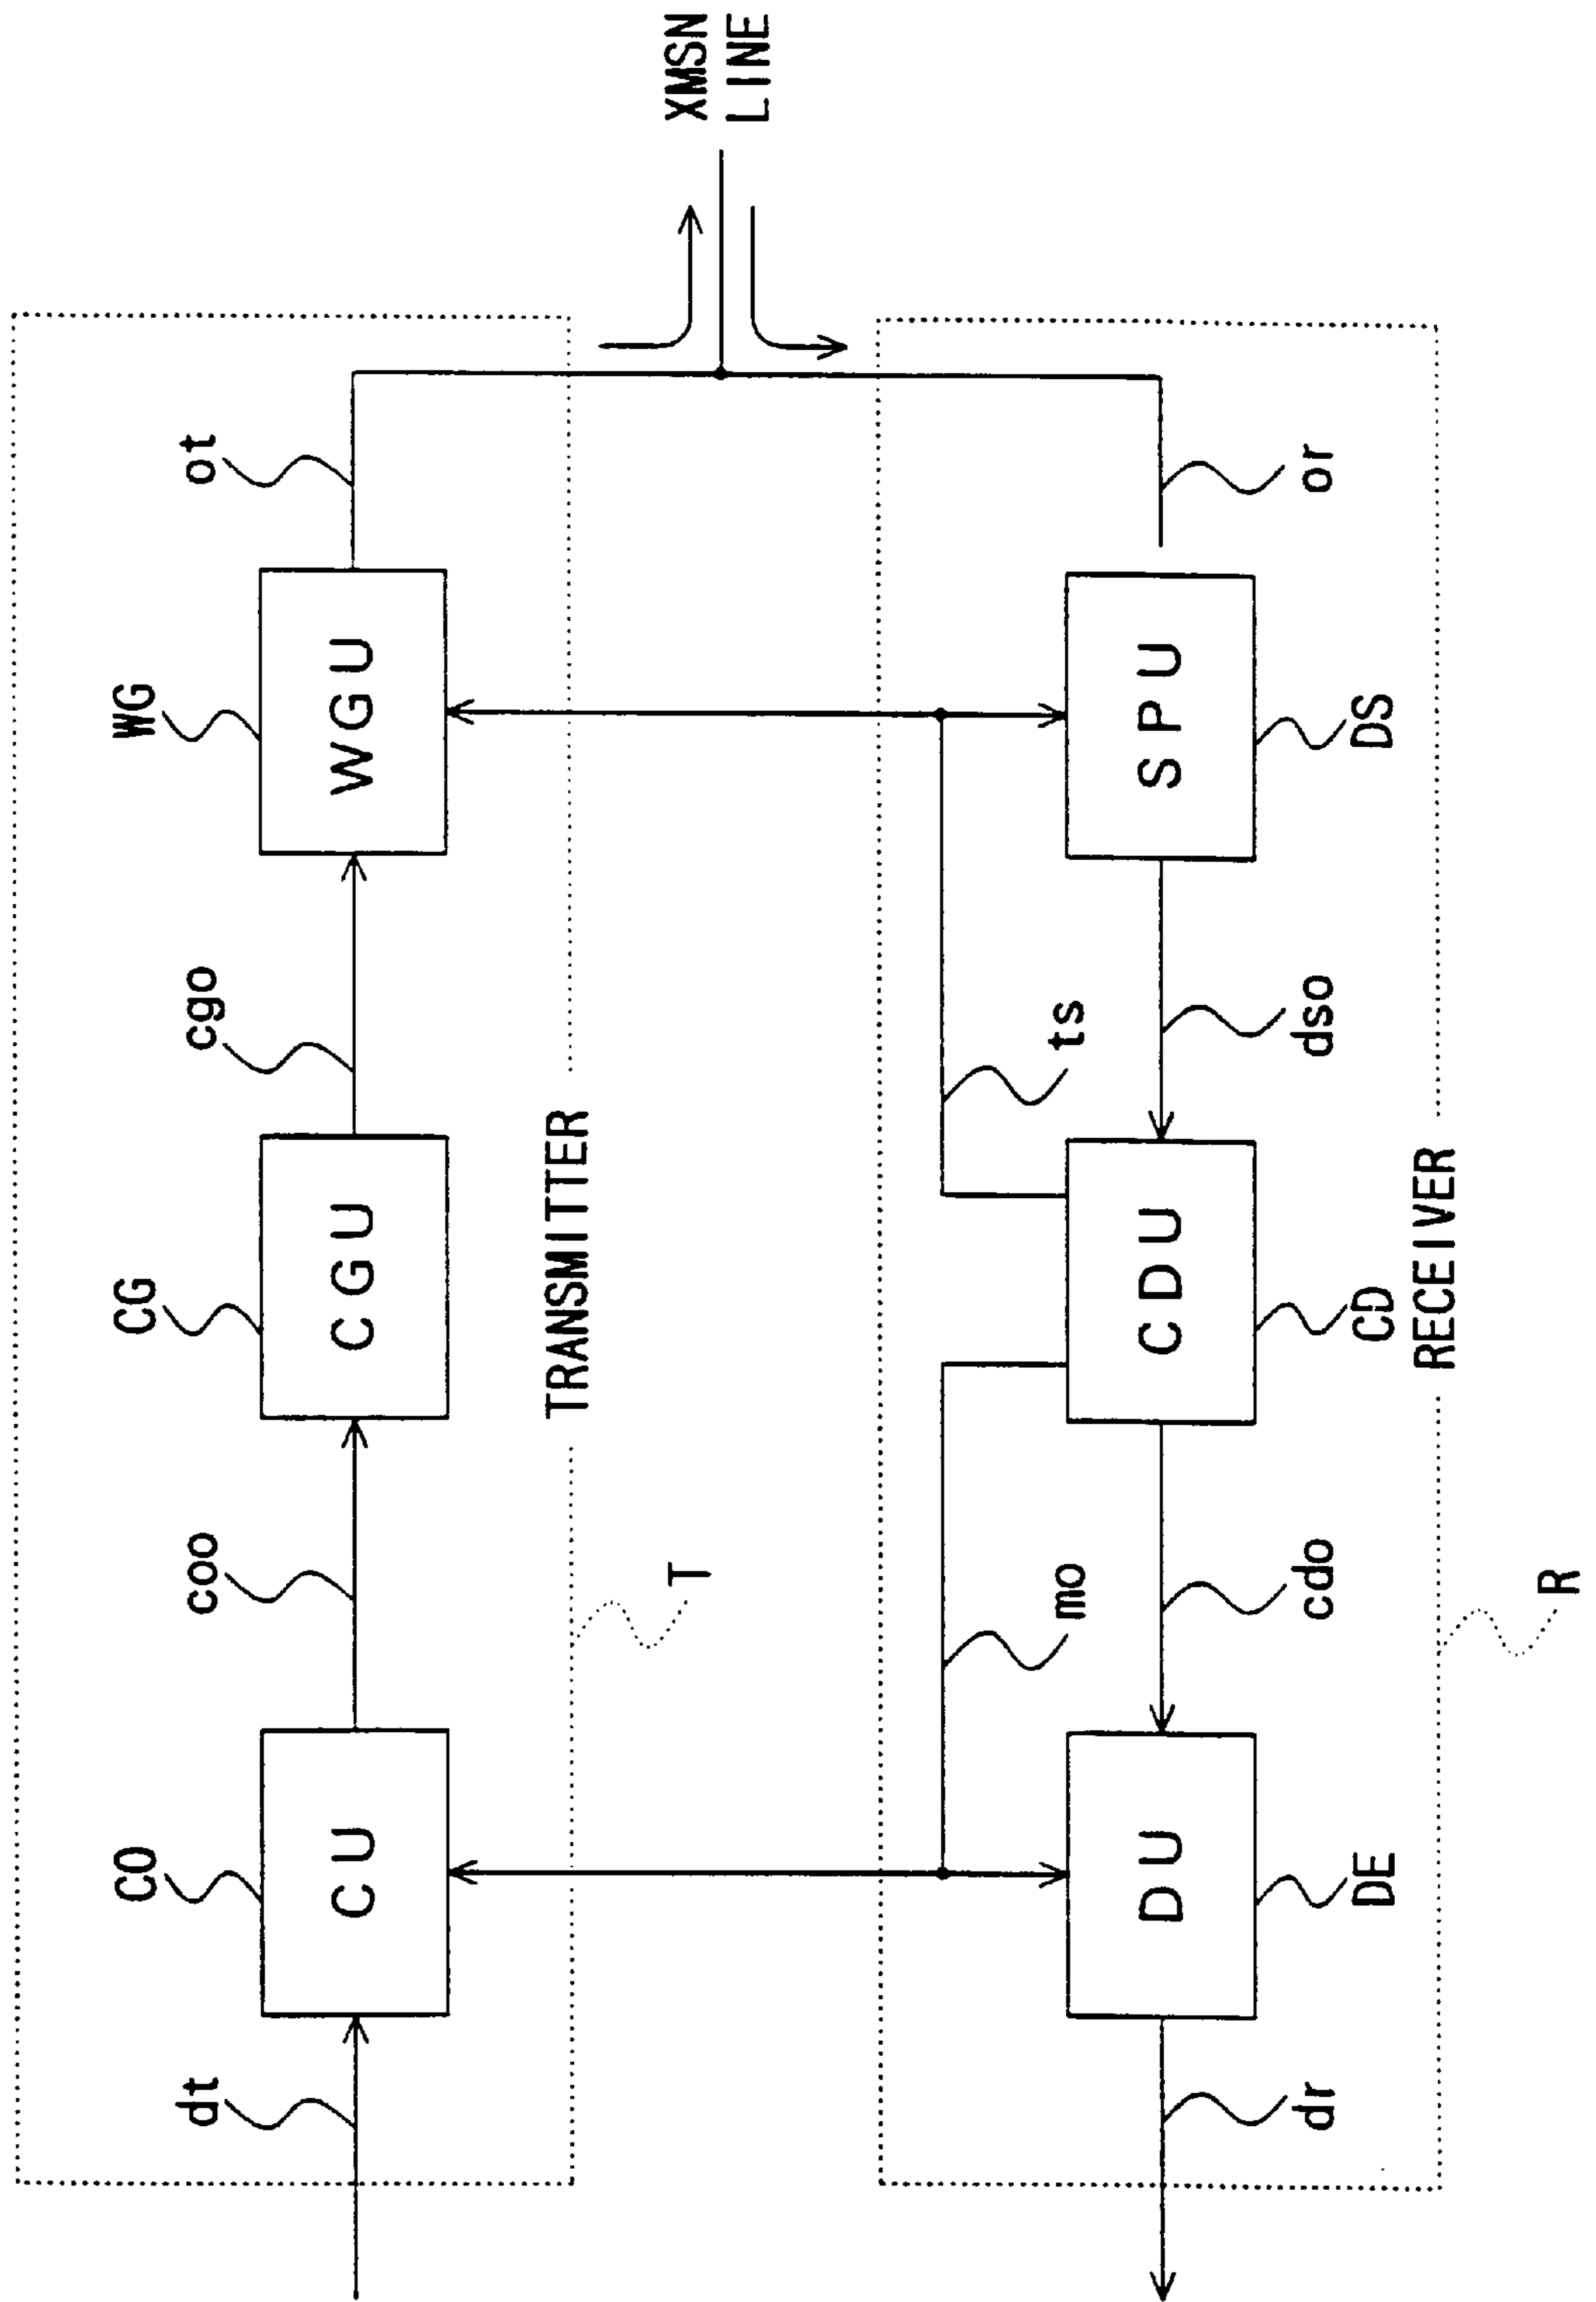 dt
CO
CU
coo
CG
CGU
cgo
WG
WGU
ot
TRANSMITTER
T
XMSN
LINE
mo
ts
DU
DE
dr
cdo
CDU
CD
dso
SPU
DS
or
RECEIVER
R